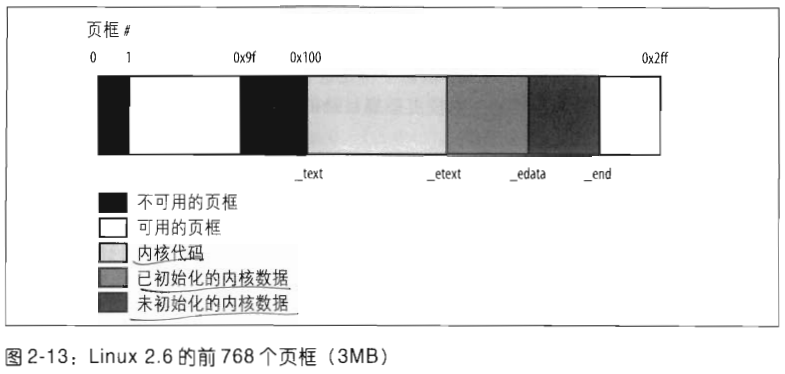 页框 #
0 1 0x9f 0x100 0x2ff
_text _etext _edata _end
不可用的页框
可用的页框
内核代码
已初始化的内核数据
未初始化的内核数据
图 2-13：Linux 2.6 的前 768 个页框（3MB）